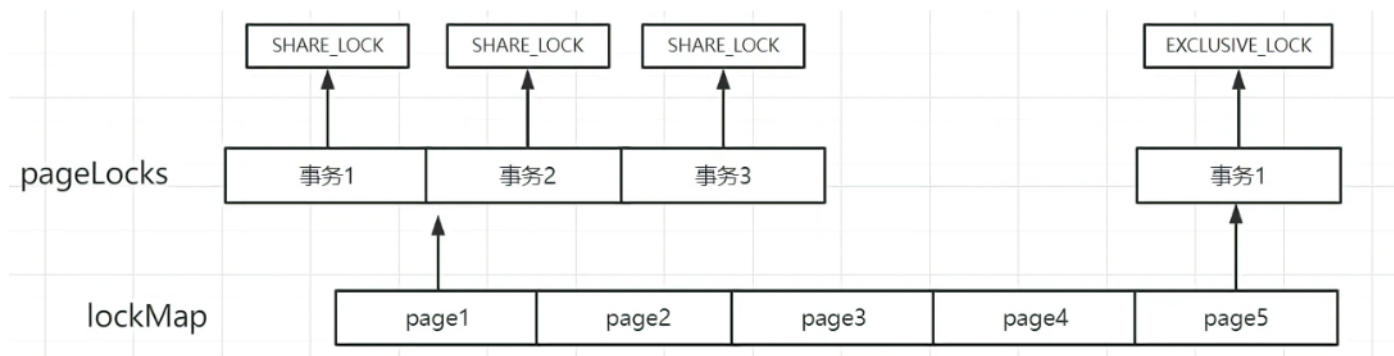 SHARE_LOCK SHARE_LOCK SHARE_LOCK EXCLUSIVE_LOCK
pageLocks 事务1 事务2 事务3 事务1
lockMap page1 page2 page3 page4 page5